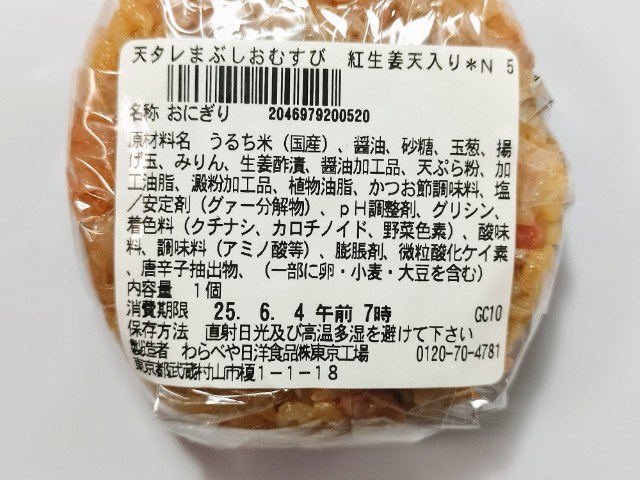 天タレまぶしおむすび 紅生姜天入り*N 5
名称 おにぎり 2046979200520
原材料名 うるち米（国産）、醤油、砂糖、玉葱、揚
げ玉、みりん、生姜酢漬、醤油加工品、天ぷら粉、加
工油脂、澱粉加工品、植物油脂、かつお節調味料、塩
／安定剤（グァー分解物）、ｐＨ調整剤、グリシン、
着色料（クチナシ、カロチノイド、野菜色素）、酸味
料、調味料（アミノ酸等）、膨脹剤、微粒酸化ケイ素
、唐辛子抽出物、（一部に卵・小麦・大豆を含む）
内容量 １個
消費期限 25. 6. 4 午前 7時 GC10
保存方法 直射日光及び高温多湿を避けて下さい
製造者 わらべや日洋食品㈱東京工場 0120-70-4781
東京都武蔵村山市榎１－１－１８